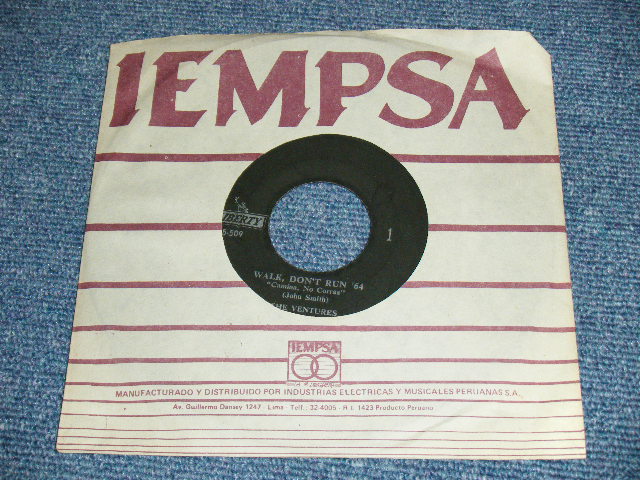 IEMPSA
LIBERTY
1
WALK, DON'T RUN '64
"Camina, No Corras"
(John Smith)
THE VENTURES
IEMPSA
MANUFACTURADO Y DISTRIBUIDO POR INDUSTRIAS ELECTRICAS Y MUSICALES PERUANAS S.A.
Av. Guillermo Dansey 1247 - Lima - Telf.: 32-4005 - R.I. 1423 Producto Peruano